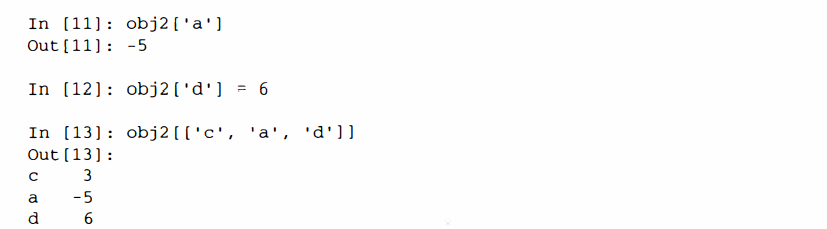 In [11]: obj2['a']
Out[11]: -5
In [12]: obj2['d'] = 6
In [13]: obj2[['c', 'a', 'd']]
Out[13]:
c    3
a   -5
d    6